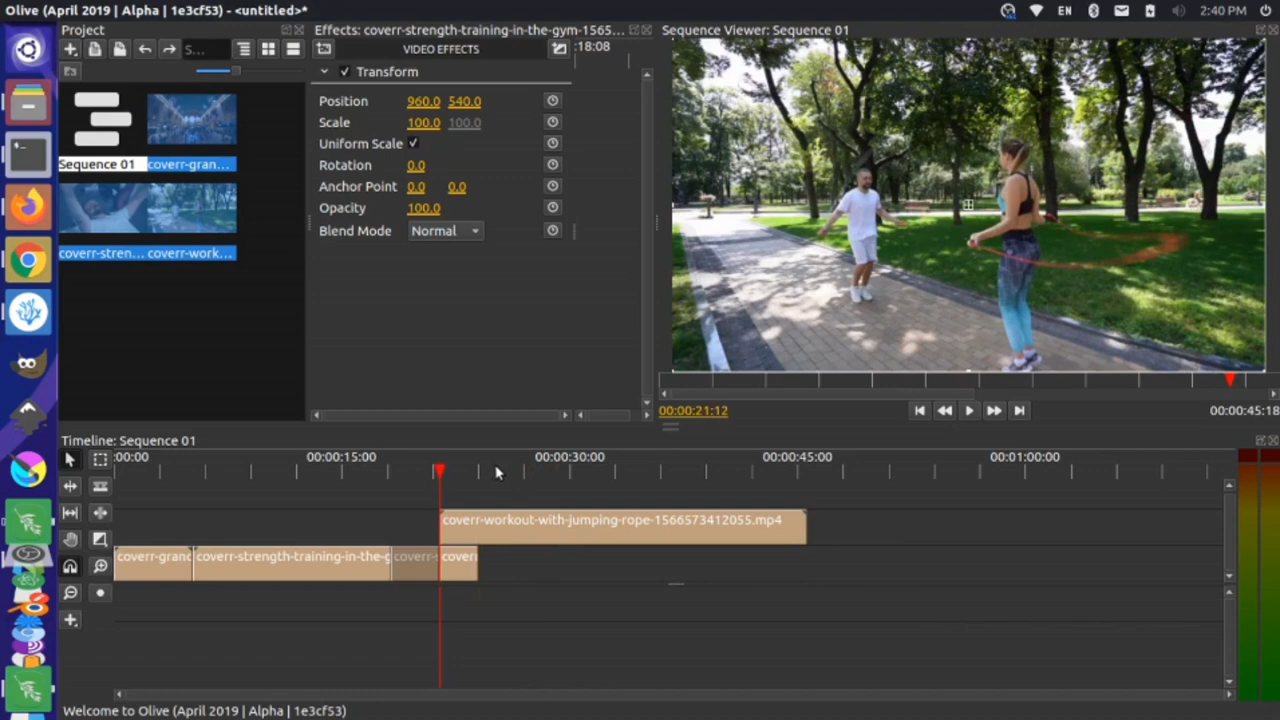 Olive (April 2019 | Alpha | 1e3cf53) - <untitled>*
EN
2:40 PM
Project
Effects: coverr-strength-training-in-the-gym-1565...
Sequence Viewer: Sequence 01
S...
VIDEO EFFECTS
:18:08
Transform
Position 960.0 540.0
Scale 100.0 100.0
Uniform Scale
Rotation 0.0
Anchor Point 0.0 0.0
Opacity 100.0
Blend Mode Normal
Sequence 01
coverr-gran...
coverr-stren...
coverr-work...
00:00:21:12
00:00:45:18
Timeline: Sequence 01
:00:00 00:00:15:00 00:00:30:00 00:00:45:00 00:01:00:00
coverr-workout-with-jumping-rope-1566573412055.mp4
coverr-grand
coverr-strength-training-in-the-g
coverr-s
coverr
Welcome to Olive (April 2019 | Alpha | 1e3cf53)